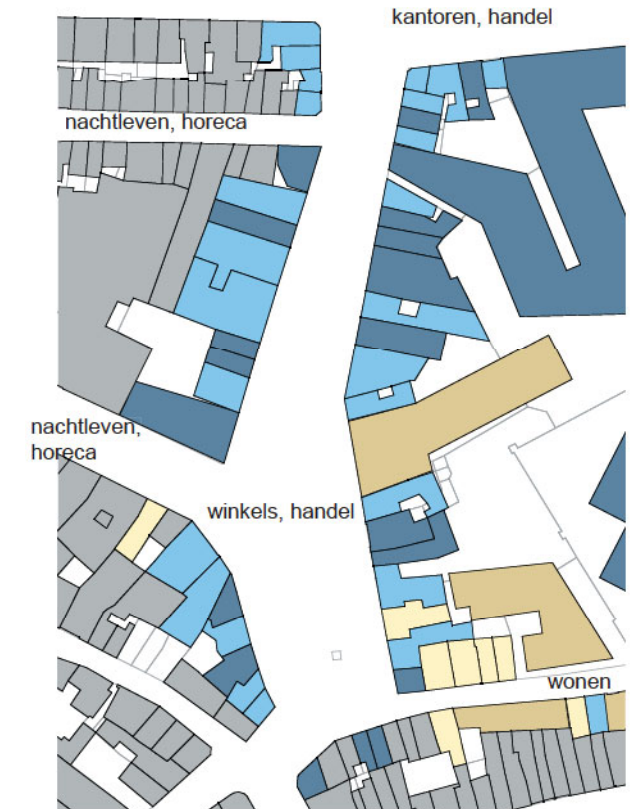 kantoren, handel
nachtleven, horeca
nachtleven,
horeca
winkels, handel
wonen